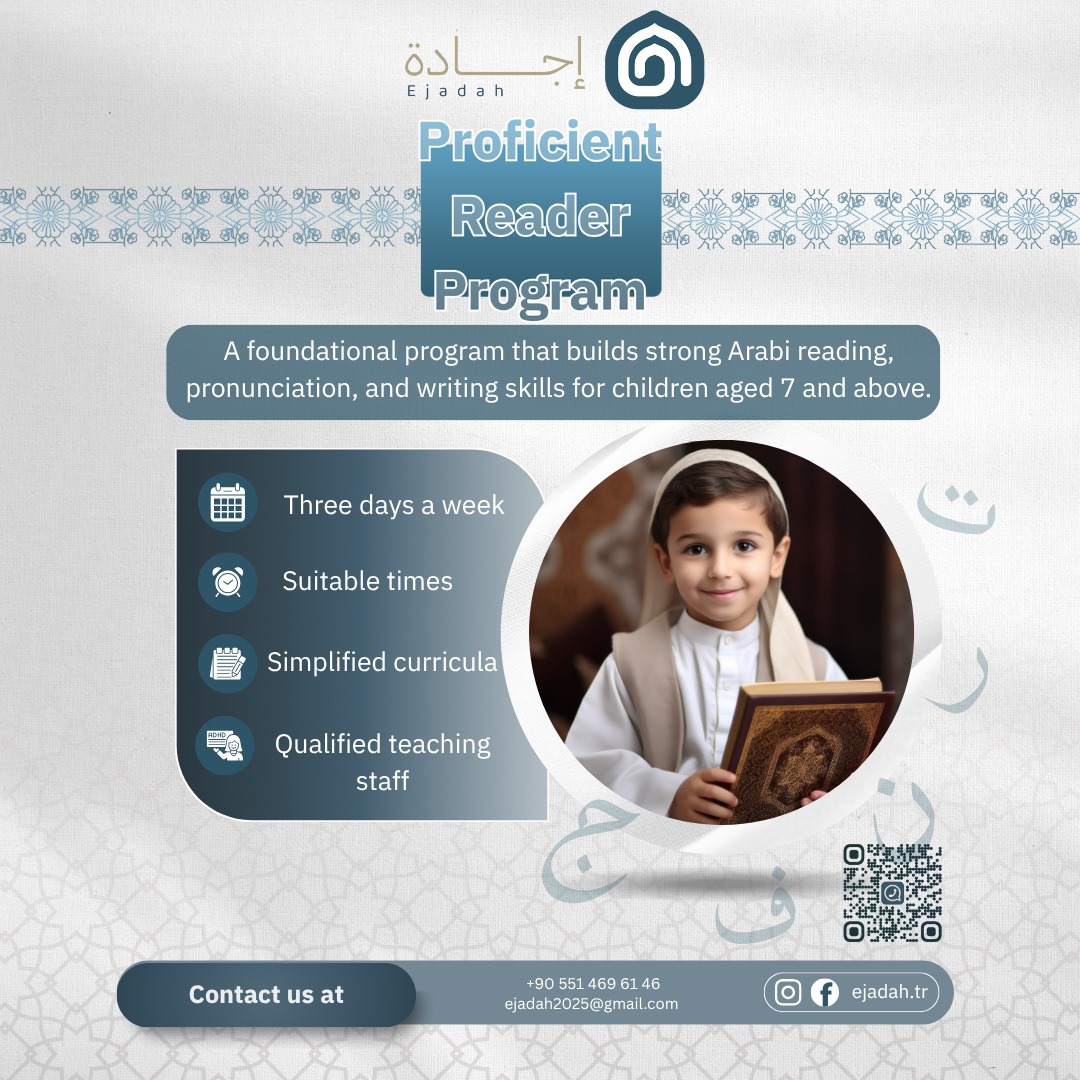 إجـــادة
Ejadah
Proficient
Reader
Program
A foundational program that builds strong Arabi reading,
pronunciation, and writing skills for children aged 7 and above.
Three days a week
Suitable times
Simplified curricula
ADHD
Qualified teaching
staff
ت
ر
ن
ج
ف
Contact us at
+90 551 469 61 46
ejadah2025@gmail.com
ejadah.tr